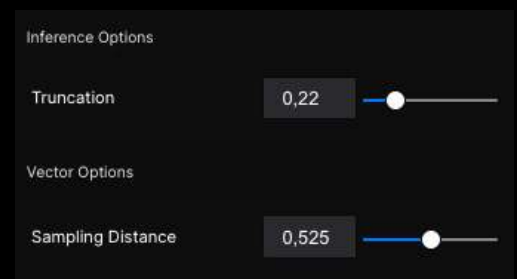 Inference Options
Truncation 0,22
Vector Options
Sampling Distance 0,525